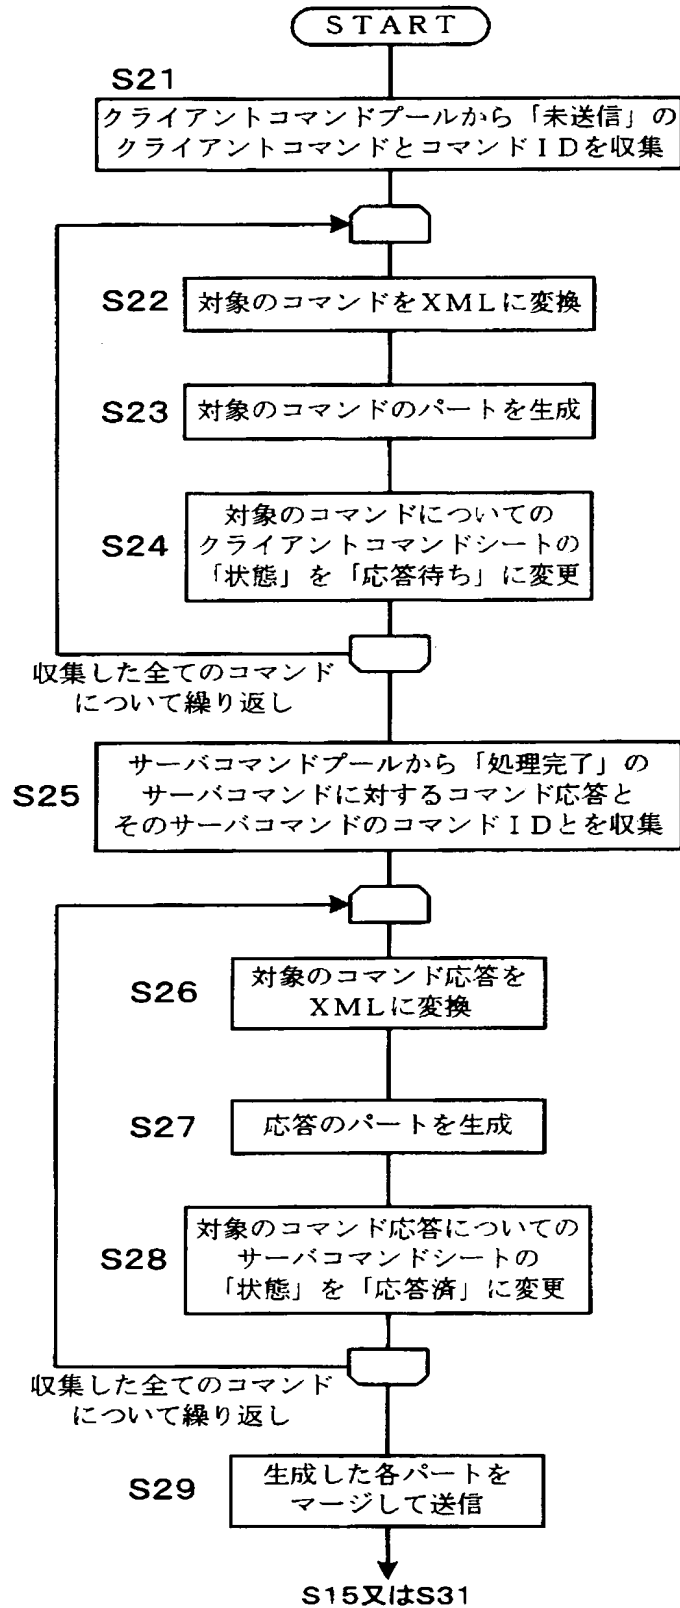 START
S21
クライアントコマンドプールから「未送信」の
クライアントコマンドとコマンドIDを収集
S22
対象のコマンドをXMLに変換
S23
対象のコマンドのパートを生成
S24
対象のコマンドについての
クライアントコマンドシートの
「状態」を「応答待ち」に変更
収集した全てのコマンド
について繰り返し
S25
サーバコマンドプールから「処理完了」の
サーバコマンドに対するコマンド応答と
そのサーバコマンドのコマンドIDとを収集
S26
対象のコマンド応答を
XMLに変換
S27
応答のパートを生成
S28
対象のコマンド応答についての
サーバコマンドシートの
「状態」を「応答済」に変更
収集した全てのコマンド
について繰り返し
S29
生成した各パートを
マージして送信
S15又はS31